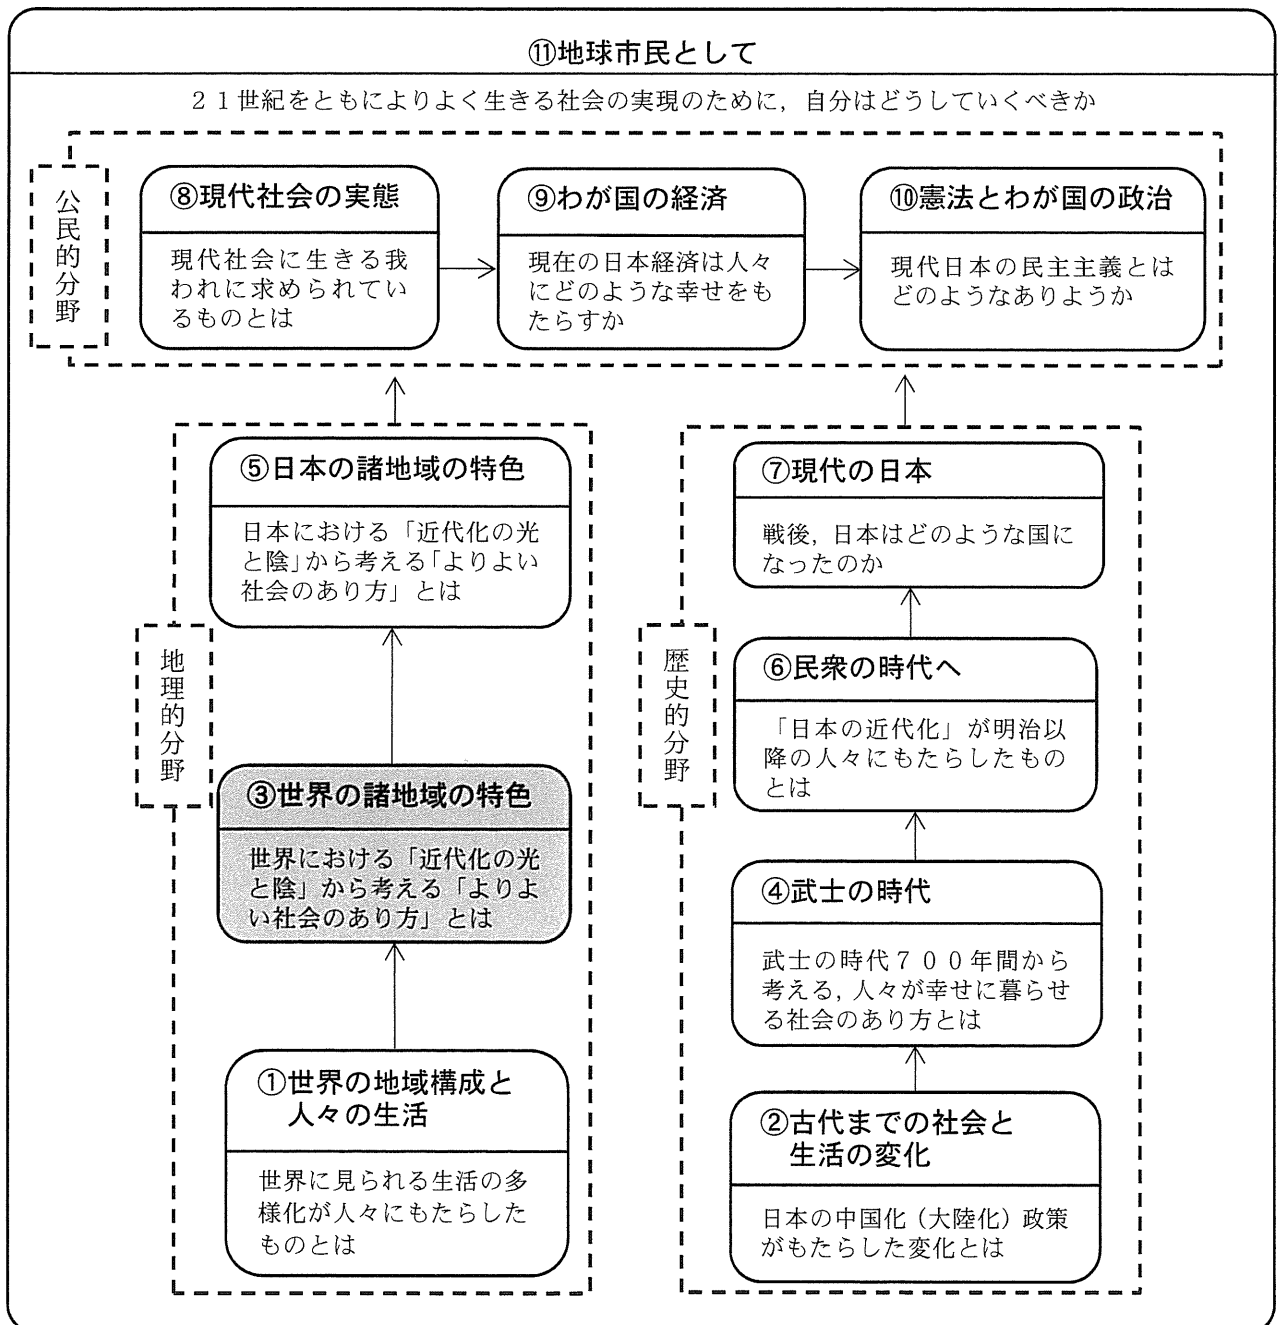 ⑪地球市民として
２１世紀をともによりよく生きる社会の実現のために，自分はどうしていくべきか
公民的分野
⑧現代社会の実態
現代社会に生きる我
われに求められてい
るものとは
⑨わが国の経済
現在の日本経済は人々
にどのような幸せをも
たらすか
⑩憲法とわが国の政治
現代日本の民主主義とは
どのようなありようか
地理的分野
⑤日本の諸地域の特色
日本における「近代化の光
と陰」から考える「よりよい
社会のあり方」とは
③世界の諸地域の特色
世界における「近代化の光
と陰」から考える「よりよ
い社会のあり方」とは
①世界の地域構成と
人々の生活
世界に見られる生活の多
様化が人々にもたらした
ものとは
歴史的分野
⑦現代の日本
戦後，日本はどのような国に
なったのか
⑥民衆の時代へ
「日本の近代化」が明治以
降の人々にもたらしたもの
とは
④武士の時代
武士の時代７００年間から
考える，人々が幸せに暮らせ
る社会のあり方とは
②古代までの社会と
生活の変化
日本の中国化（大陸化）政策
がもたらした変化とは